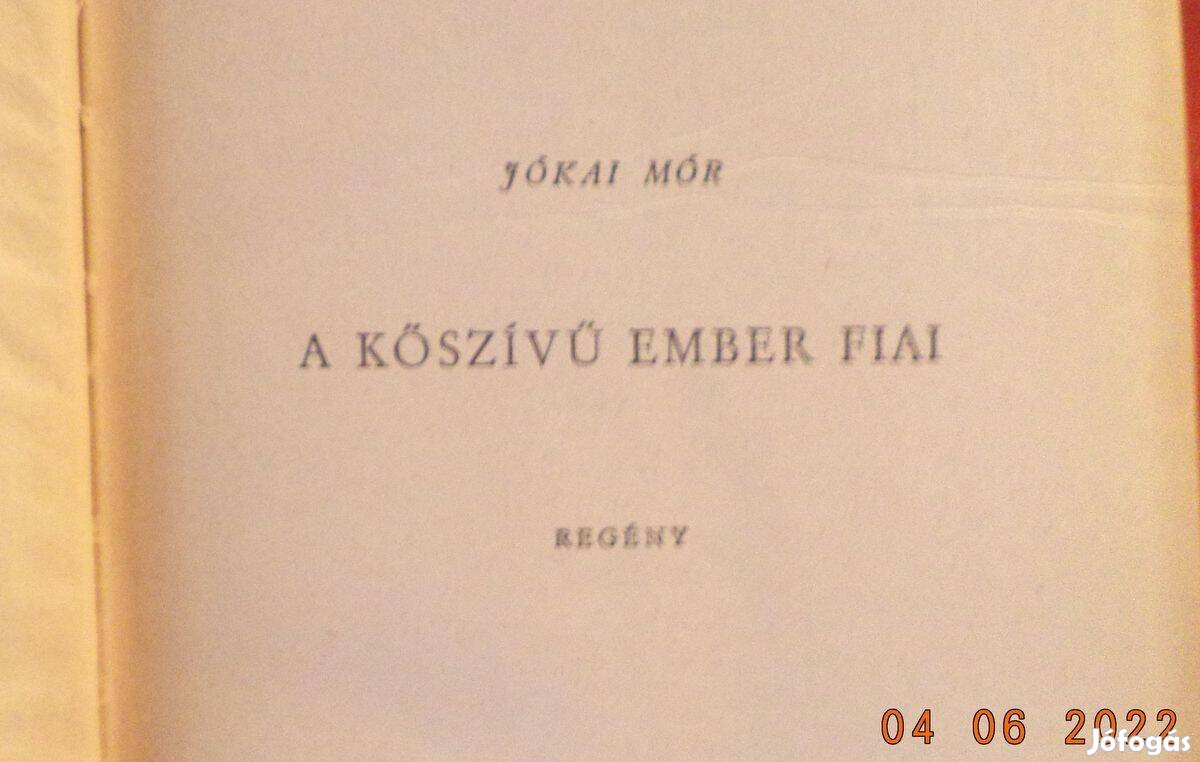 JÓKAI MÓR
A KŐSZÍVŰ EMBER FIAI
REGÉNY
04 06 2022
Jófogás